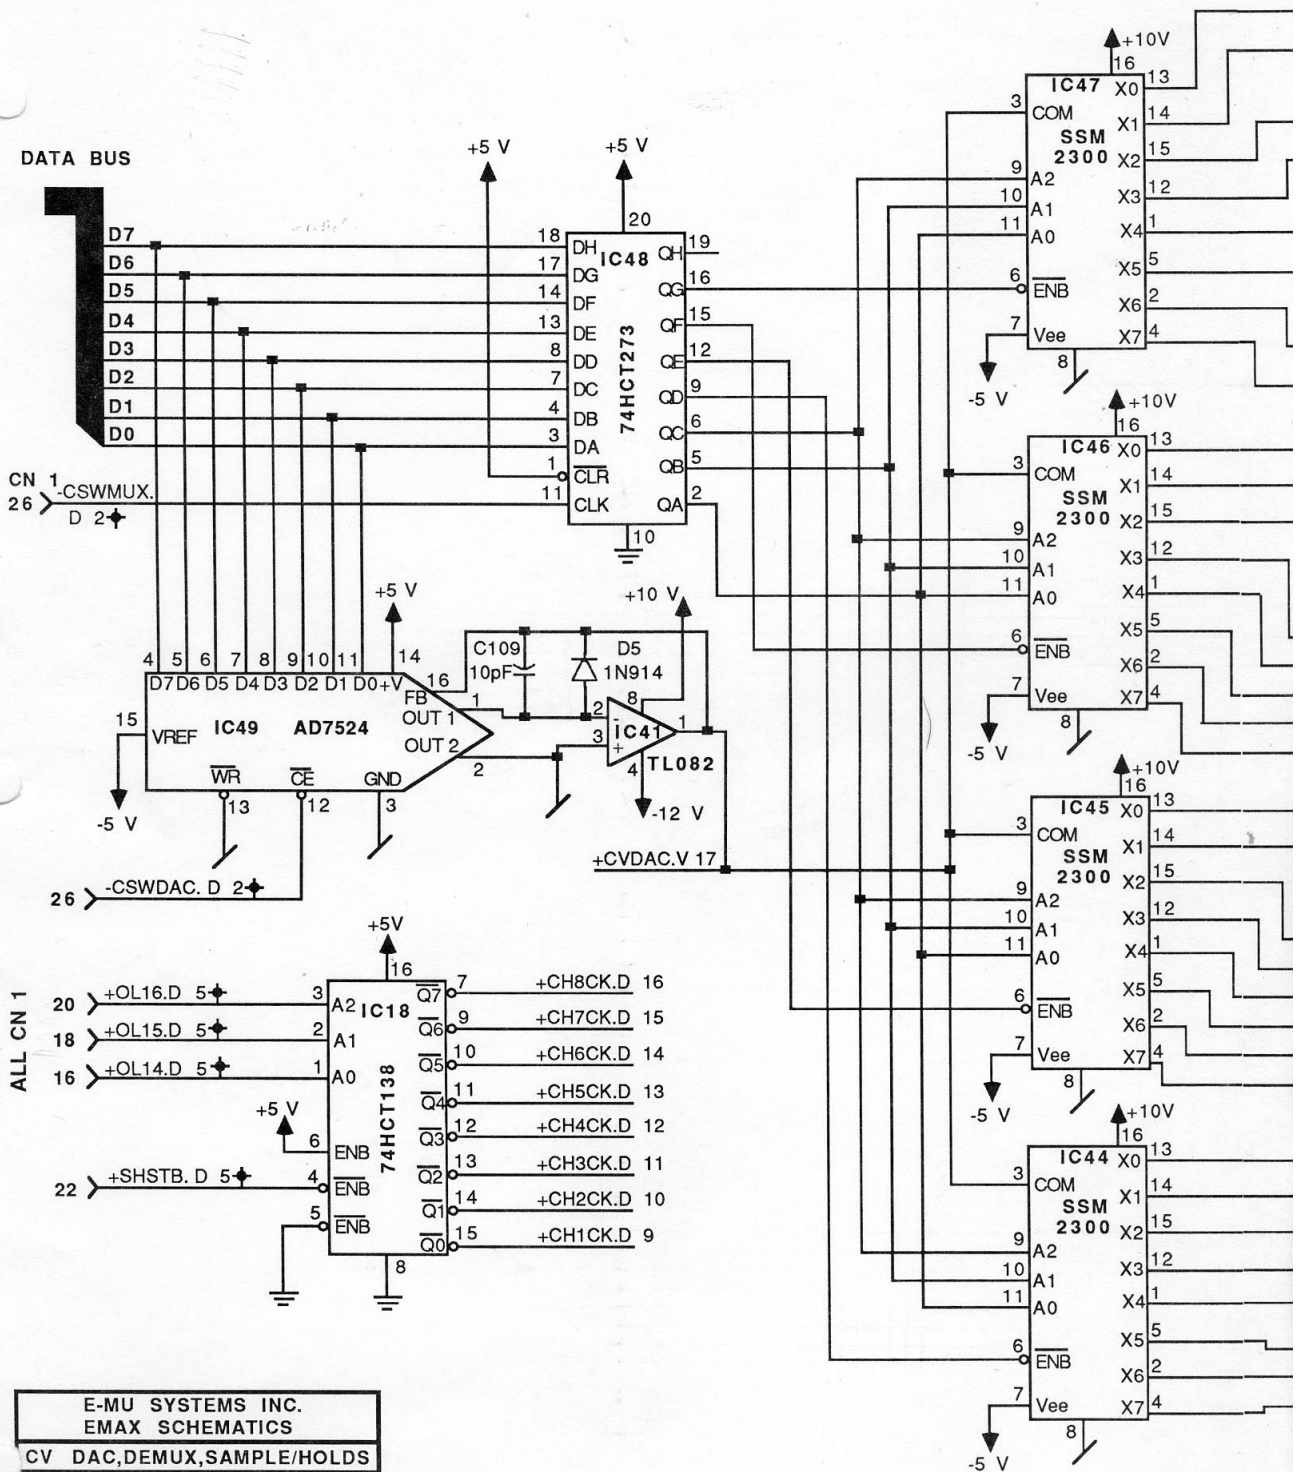 DATA BUS
D7
D6
D5
D4
D3
D2
D1
D0
CN 1
26 -CSWMUX.
D 2
+5 V
+5 V
20
IC48
74HCT273
18 DH
17 DG
14 DF
13 DE
8 DD
7 DC
4 DB
3 DA
1 CLR
11 CLK
QH 19
QG 16
QF 15
QE 12
QD 9
QC 6
QB 5
QA 2
10
+5 V
4 5 6 7 8 9 10 11 14
D7 D6 D5 D4 D3 D2 D1 D0 +V
FB 16
OUT 1 1
OUT 2 2
IC49 AD7524
15 VREF
-5 V
WR 13
CE 12
GND 3
C109
10pF
D5
1N914
+10 V
8
2 -
3 +
IC41
1
4
TL082
-12 V
+CVDAC.V 17
26 -CSWDAC. D 2
ALL CN 1
+5V
16
IC18
74HCT138
20 +OL16.D 5 3 A2
18 +OL15.D 5 2 A1
16 +OL14.D 5 1 A0
+5 V
6 ENB
22 +SHSTB. D 5 4 ENB
5 ENB
8
Q7 7 +CH8CK.D 16
Q6 9 +CH7CK.D 15
Q5 10 +CH6CK.D 14
Q4 11 +CH5CK.D 13
Q3 12 +CH4CK.D 12
Q2 13 +CH3CK.D 11
Q1 14 +CH2CK.D 10
Q0 15 +CH1CK.D 9
+10V
16
IC47
SSM
2300
3 COM
9 A2
10 A1
11 A0
6 ENB
7 Vee
-5 V
8
X0 13
X1 14
X2 15
X3 12
X4 1
X5 5
X6 2
X7 4
+10V
16
IC46
SSM
2300
3 COM
9 A2
10 A1
11 A0
6 ENB
7 Vee
-5 V
8
X0 13
X1 14
X2 15
X3 12
X4 1
X5 5
X6 2
X7 4
+10V
16
IC45
SSM
2300
3 COM
9 A2
10 A1
11 A0
6 ENB
7 Vee
-5 V
8
X0 13
X1 14
X2 15
X3 12
X4 1
X5 5
X6 2
X7 4
+10V
16
IC44
SSM
2300
3 COM
9 A2
10 A1
11 A0
6 ENB
7 Vee
-5 V
8
X0 13
X1 14
X2 15
X3 12
X4 1
X5 5
X6 2
X7 4
E-MU SYSTEMS INC.
EMAX SCHEMATICS
CV DAC,DEMUX,SAMPLE/HOLDS